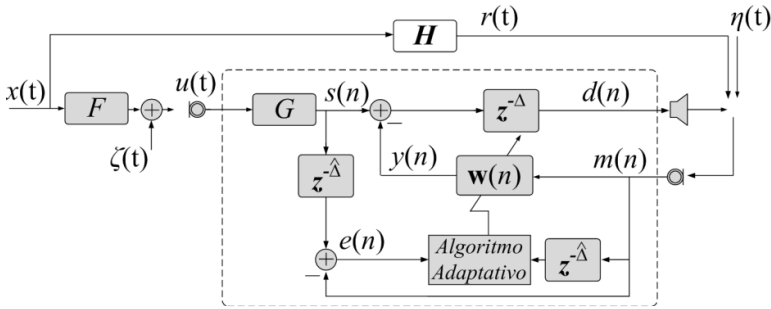 H
r(t)
η(t)
x(t)
F
u(t)
ζ(t)
G
s(n)
z^-Δ
d(n)
y(n)
w(n)
m(n)
z^-Δ̂
e(n)
Algoritmo
Adaptativo
z^-Δ̂